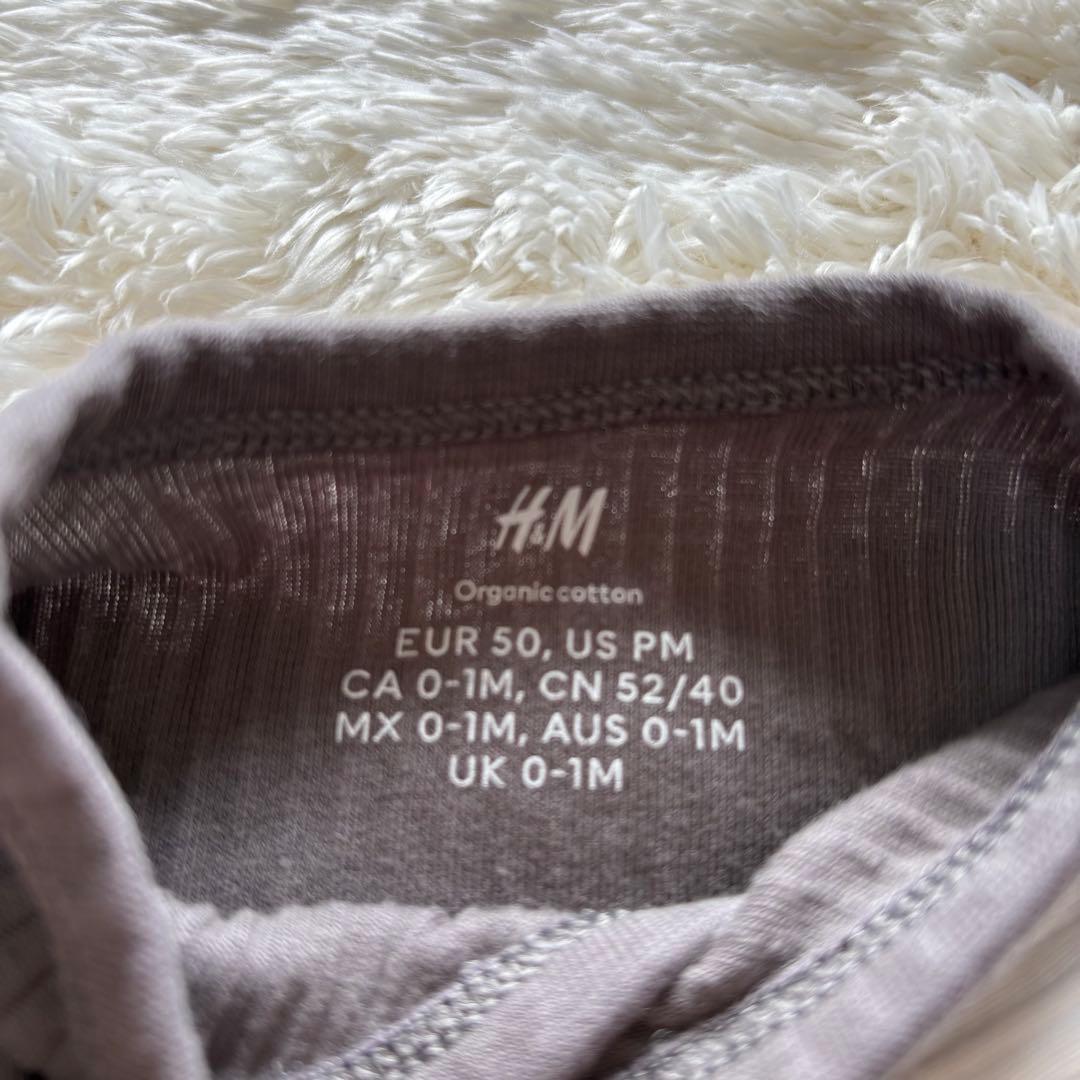 H&M
Organic cotton
EUR 50, US PM
CA 0-1M, CN 52/40
MX 0-1M, AUS 0-1M
UK 0-1M